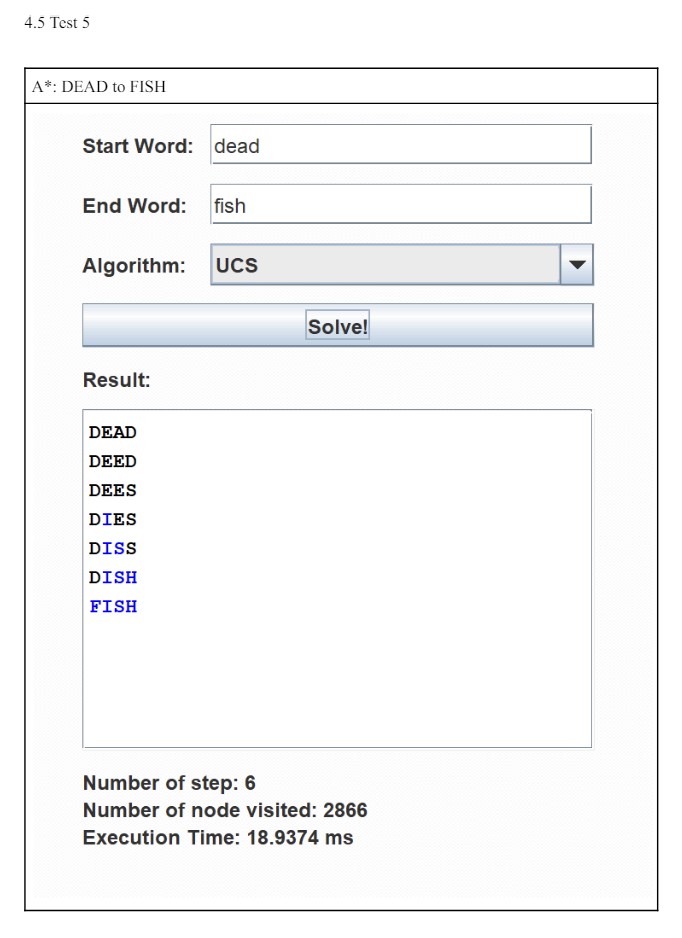 4.5 Test 5
A*: DEAD to FISH
Start Word: dead
End Word: fish
Algorithm: UCS
Solve!
Result:
DEAD
DEED
DEES
DIES
DISS
DISH
FISH
Number of step: 6
Number of node visited: 2866
Execution Time: 18.9374 ms